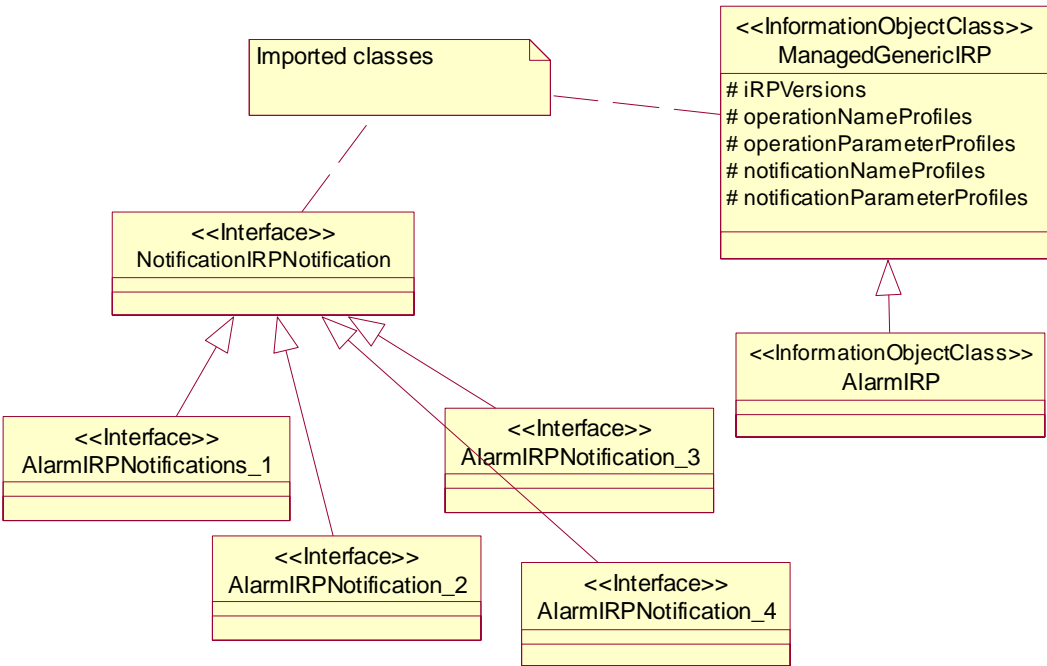 Imported classes
<<InformationObjectClass>>
ManagedGenericIRP
# iRPVersions
# operationNameProfiles
# operationParameterProfiles
# notificationNameProfiles
# notificationParameterProfiles
<<Interface>>
NotificationIRPNotification
<<InformationObjectClass>>
AlarmIRP
<<Interface>>
AlarmIRPNotifications_1
<<Interface>>
AlarmIRPNotification_3
<<Interface>>
AlarmIRPNotification_2
<<Interface>>
AlarmIRPNotification_4